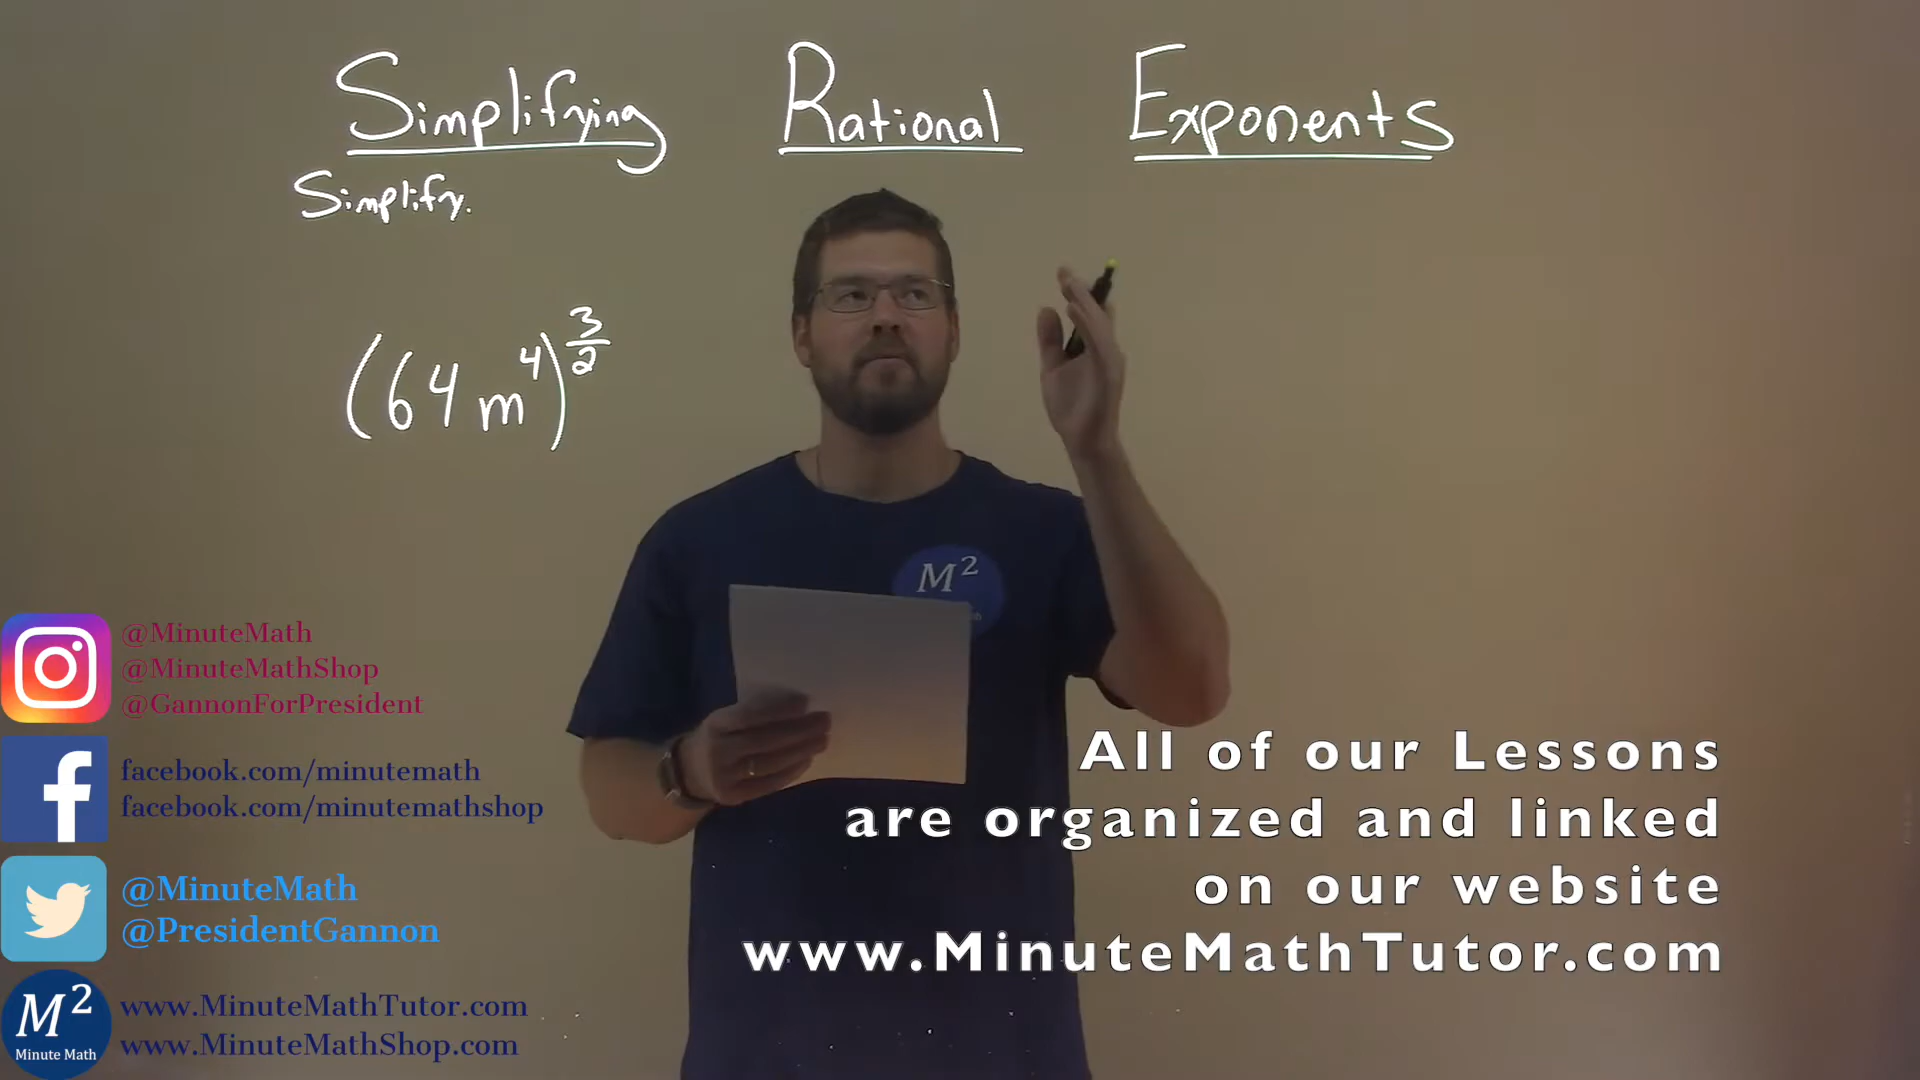 Simplifying Rational Exponents
Simplify.
(64m⁴)^(3/2)
M²
@MinuteMath
@MinuteMathShop
@GannonForPresident
facebook.com/minutemath
facebook.com/minutemathshop
@MinuteMath
@PresidentGannon
M²
Minute Math
www.MinuteMathTutor.com
www.MinuteMathShop.com
All of our Lessons
are organized and linked
on our website
www.MinuteMathTutor.com